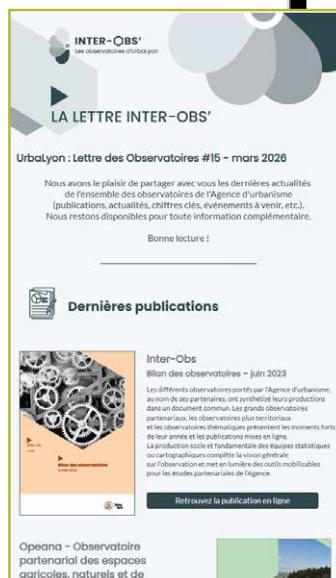 INTER-OBS'
Les observatoires d'UrbaLyon
LA LETTRE INTER-OBS'
UrbaLyon : Lettre des Observatoires #15 - mars 2026
Nous avons le plaisir de partager avec vous les dernières actualités
de l'ensemble des observatoires de l'Agence d'urbanisme
(publications, actualités, chiffres clés, événements à venir, etc.).
Nous restons disponibles pour toute information complémentaire.
Bonne lecture !
Dernières publications
Inter-Obs
Bilan des observatoires – juin 2023
Les différents observatoires portés par l'Agence d'urbanisme,
au nom de ses partenaires, ont synthétisé leurs productions
dans un document commun. Les grands observatoires
partenariaux, les observatoires plus territoriaux
et les observatoires thématiques présentent les moments forts
de leur année et les publications mises en ligne.
La production socle et fondamentale des équipes statistiques
ou cartographiques complète la vision générale
sur l'observation et met en lumière des outils mobilisables
pour les études partenariales de l'Agence.
Bilan des observatoires
Retrouvez la publication en ligne
Opeana - Observatoire
partenarial des espaces
agricoles, naturels et de